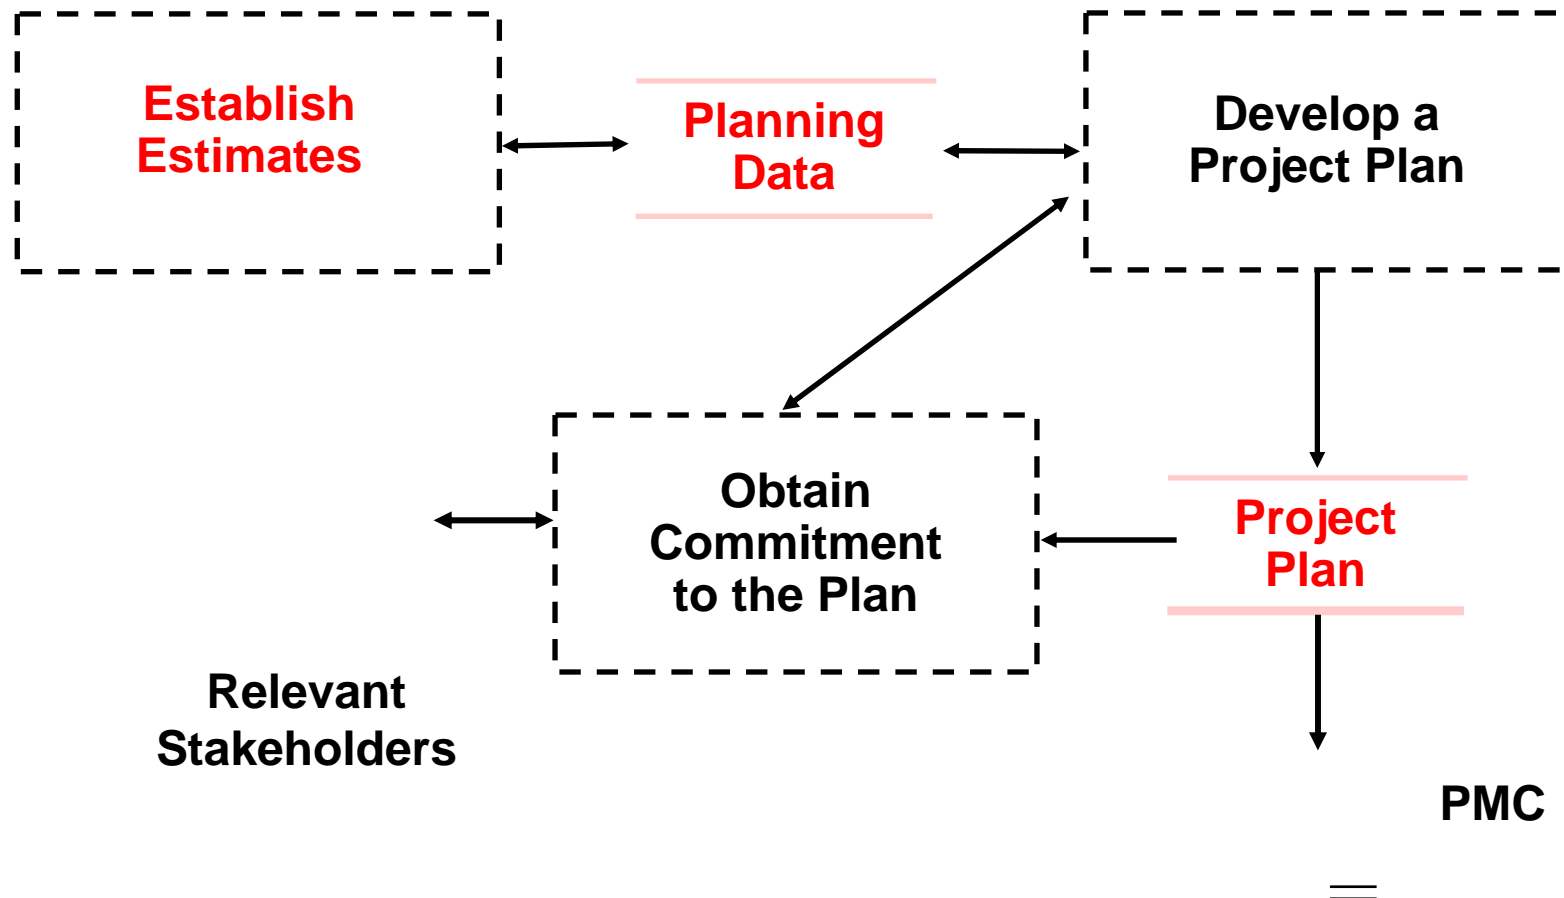 Establish
Estimates
Planning
Data
Develop a
Project Plan
Obtain
Commitment
to the Plan
Project
Plan
Relevant
Stakeholders
PMC